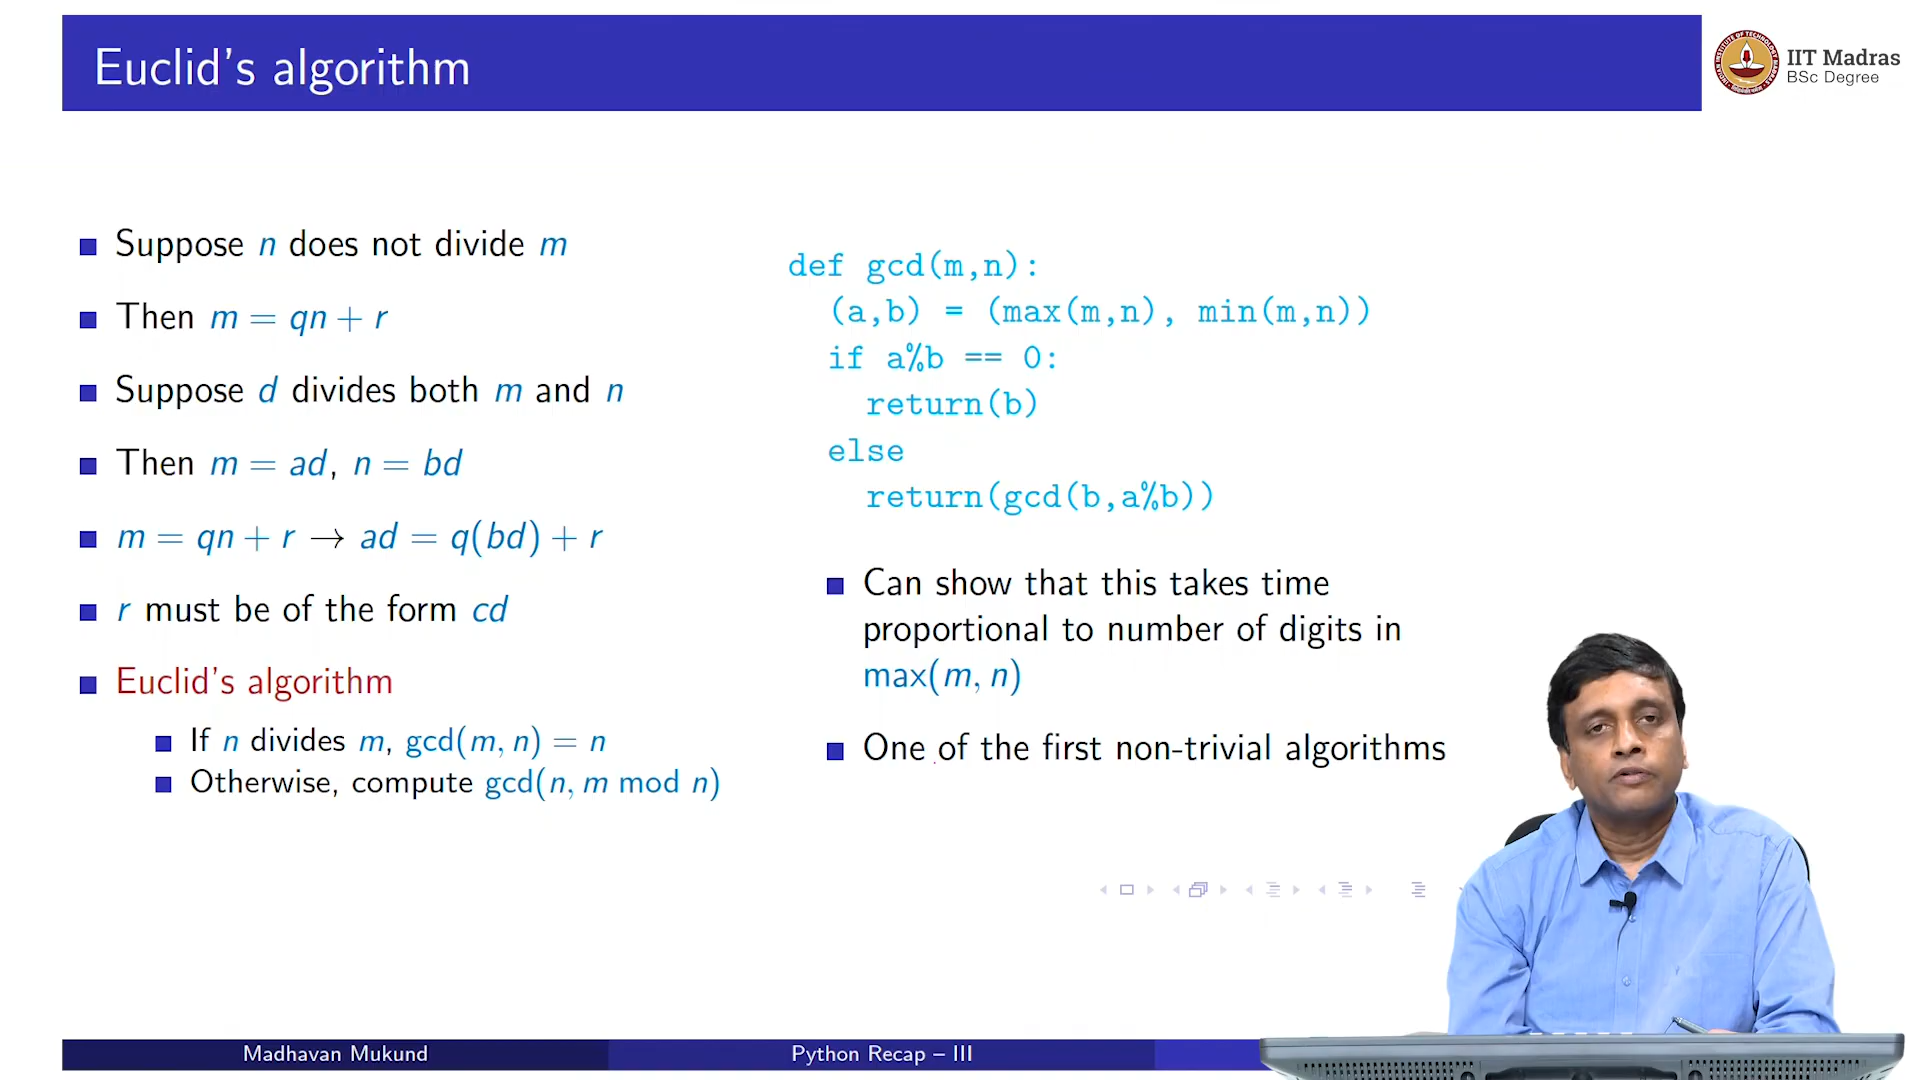 Euclid's algorithm
IIT Madras
BSc Degree
Suppose n does not divide m
Then m = qn + r
Suppose d divides both m and n
Then m = ad, n = bd
m = qn + r → ad = q(bd) + r
r must be of the form cd
Euclid's algorithm
If n divides m, gcd(m, n) = n
Otherwise, compute gcd(n, m mod n)
def gcd(m,n):
(a,b) = (max(m,n), min(m,n))
if a%b == 0:
return(b)
else
return(gcd(b,a%b))
Can show that this takes time
proportional to number of digits in
max(m, n)
One of the first non-trivial algorithms
Madhavan Mukund
Python Recap – III